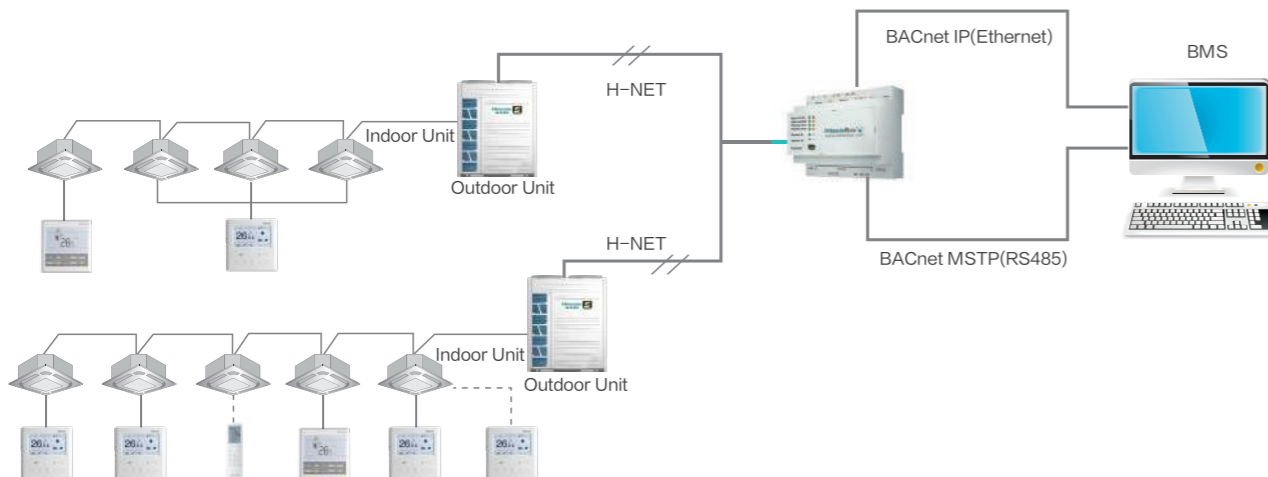 BACnet IP(Ethernet)
BMS
H-NET
Indoor Unit
Outdoor Unit
H-NET
BACnet MSTP(RS485)
Indoor Unit
Outdoor Unit